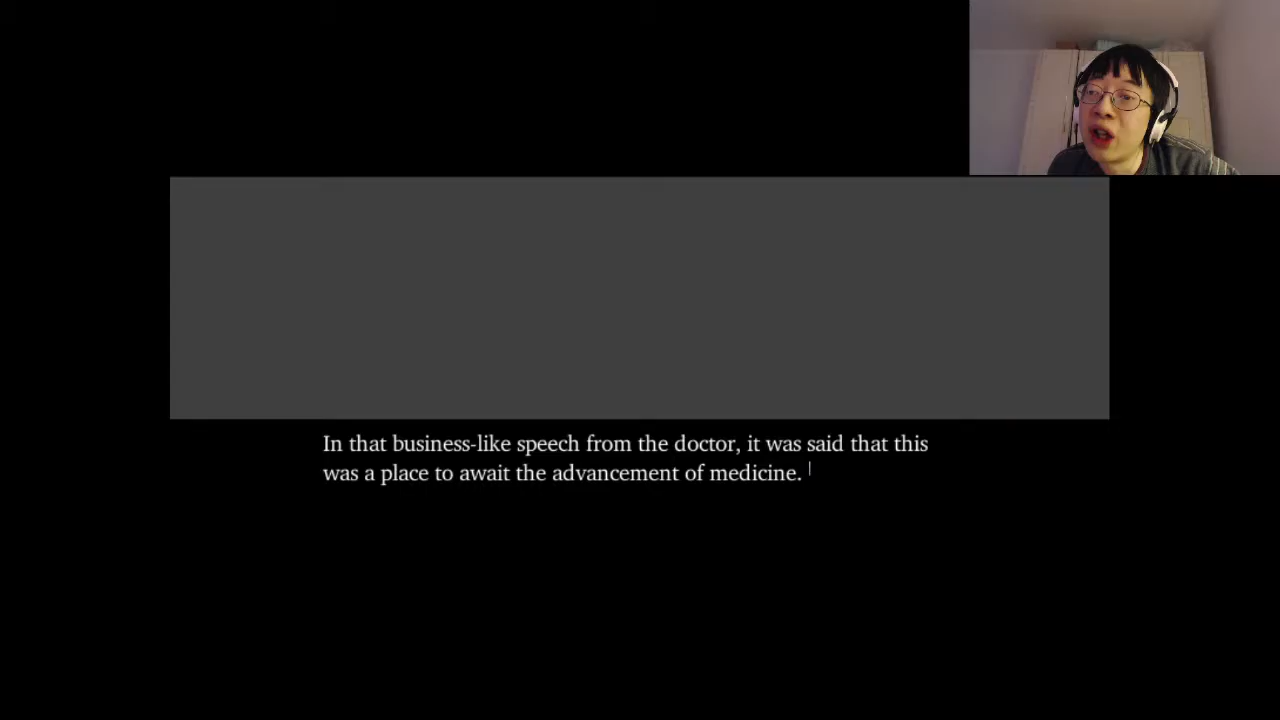 In that business-like speech from the doctor, it was said that this
was a place to await the advancement of medicine.